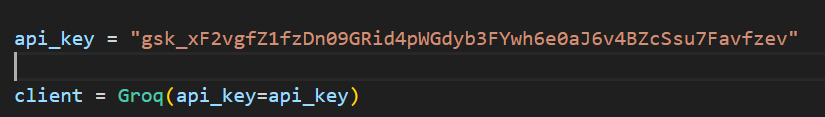 api_key = "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"
client = Groq(api_key=api_key)